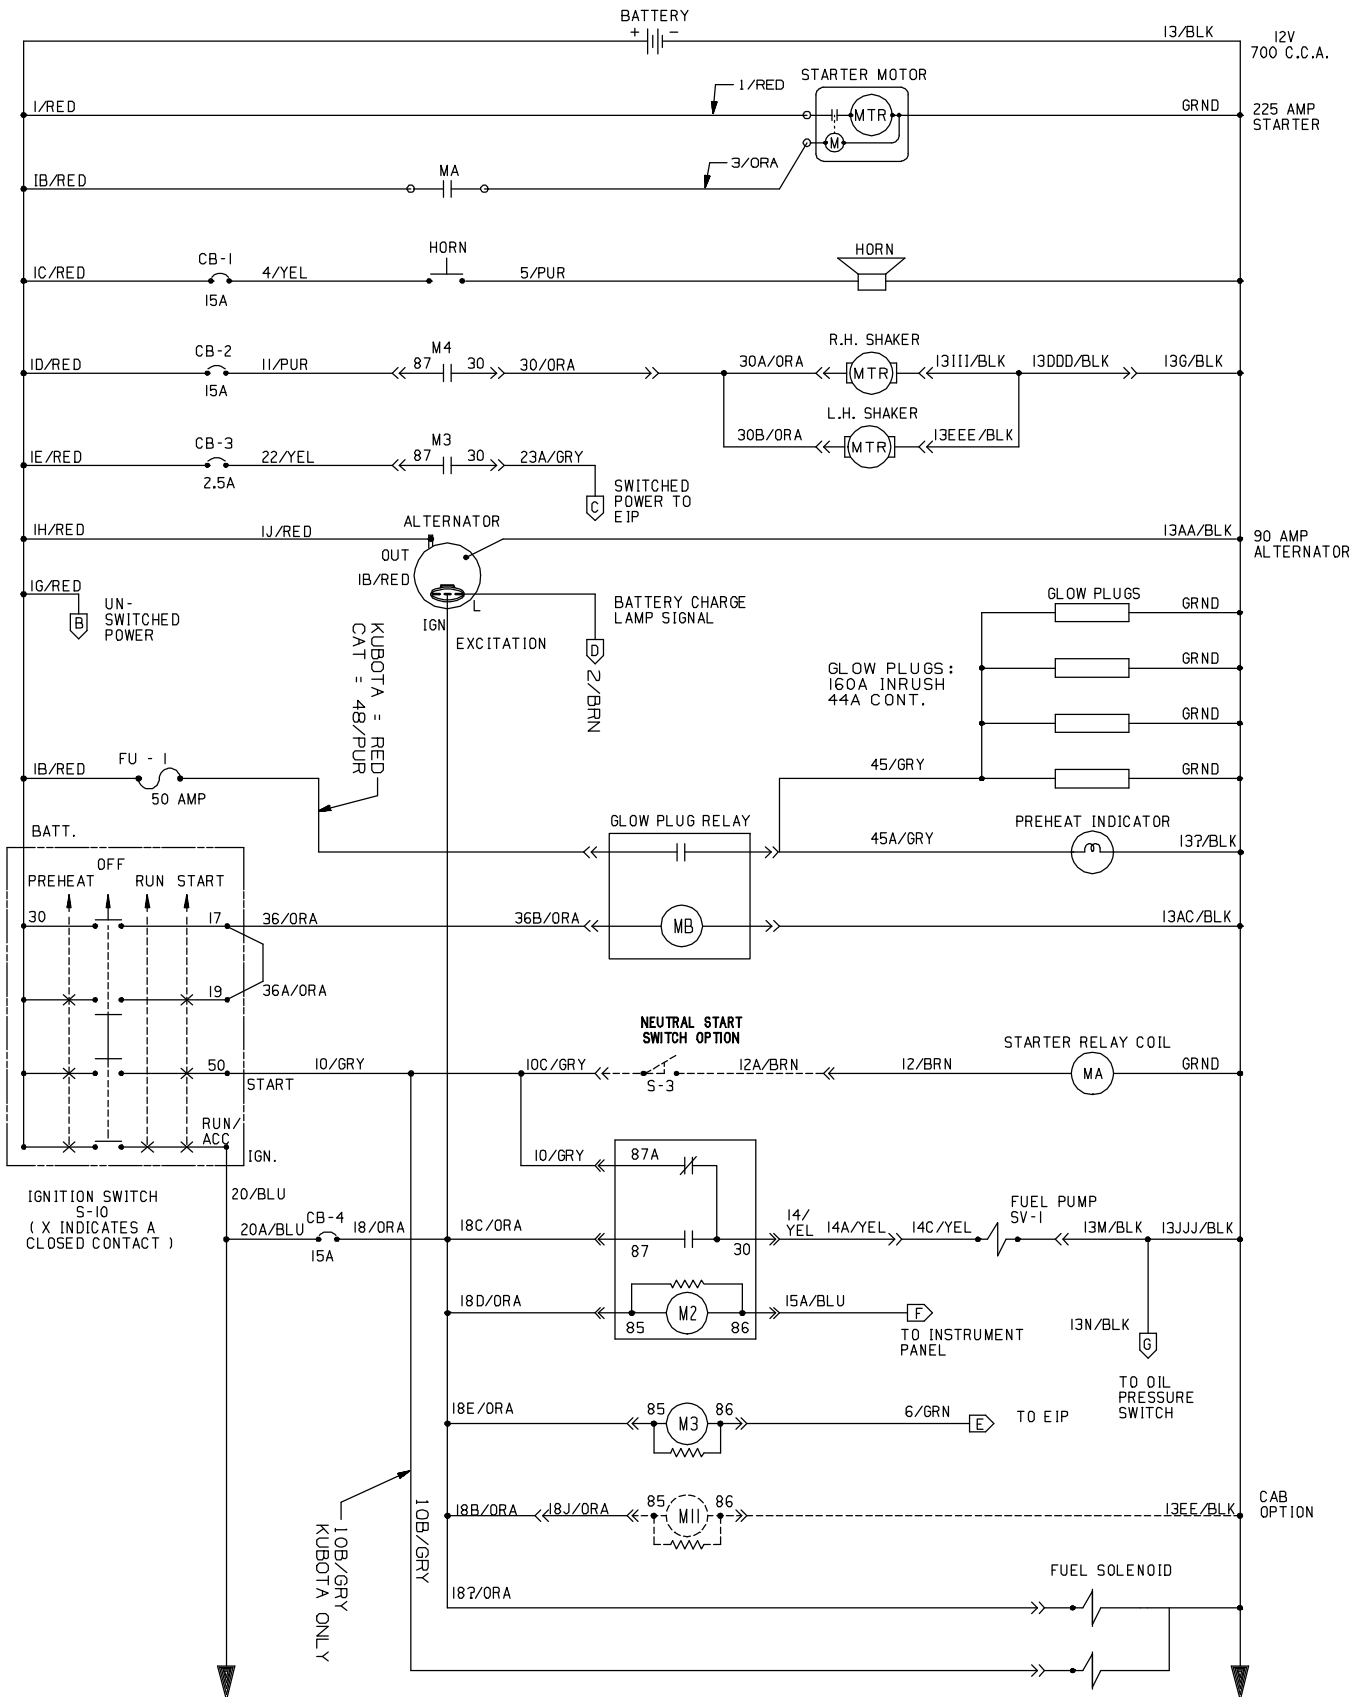 BATTERY
+ -
13/BLK
12V
700 C.C.A.
STARTER MOTOR
1/RED
1/RED
MTR
GRND
225 AMP
STARTER
M
3/ORA
1B/RED
MA
HORN
HORN
CB-1
1C/RED
4/YEL
5/PUR
15A
R.H. SHAKER
M4
CB-2
1D/RED
11/PUR
87
30
30/ORA
30A/ORA
MTR
13III/BLK
13DDD/BLK
13G/BLK
15A
L.H. SHAKER
30B/ORA
MTR
13EEE/BLK
M3
CB-3
1E/RED
22/YEL
87
30
23A/GRY
2.5A
C
SWITCHED
POWER TO
EIP
ALTERNATOR
1H/RED
1J/RED
13AA/BLK
90 AMP
ALTERNATOR
OUT
1B/RED
1G/RED
B
UN-
SWITCHED
POWER
L
IGN
EXCITATION
BATTERY CHARGE
LAMP SIGNAL
D
2/BRN
KUBOTA = RED
CAT = 48/PUR
GLOW PLUGS
GRND
GRND
GLOW PLUGS:
160A INRUSH
44A CONT.
GRND
45/GRY
GRND
FU - 1
1B/RED
50 AMP
GLOW PLUG RELAY
PREHEAT INDICATOR
45A/GRY
13?/BLK
BATT.
OFF
PREHEAT
RUN
START
30
17
36/ORA
36B/ORA
MB
13AC/BLK
19
36A/ORA
NEUTRAL START
SWITCH OPTION
STARTER RELAY COIL
50
10/GRY
10C/GRY
S-3
12A/BRN
12/BRN
MA
GRND
START
RUN/
ACC
IGN.
10/GRY
87A
IGNITION SWITCH
S-10
( X INDICATES A
CLOSED CONTACT )
20/BLU
FUEL PUMP
SV-1
20A/BLU
CB-4
18/ORA
18C/ORA
14/
YEL
14A/YEL
14C/YEL
13M/BLK
13JJJ/BLK
15A
87
30
18D/ORA
M2
15A/BLU
F
85
86
TO INSTRUMENT
PANEL
13N/BLK
G
TO OIL
PRESSURE
SWITCH
18E/ORA
85
M3
86
6/GRN
E
TO EIP
10B/GRY
KUBOTA ONLY
10B/GRY
18B/ORA
18J/ORA
85
M11
86
13EE/BLK
CAB
OPTION
FUEL SOLENOID
18?/ORA